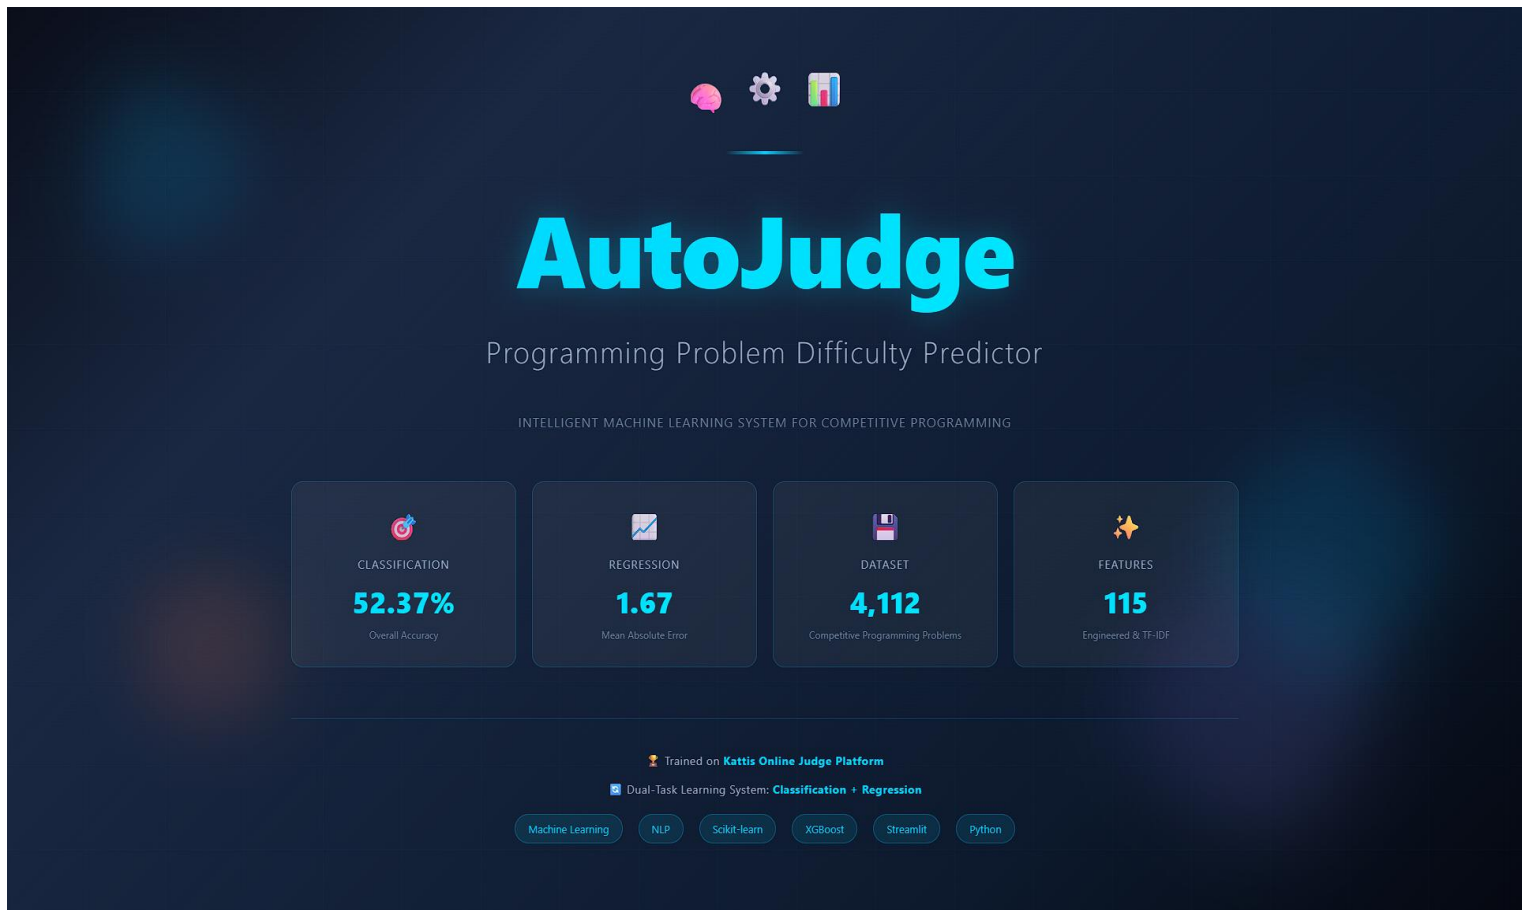 AutoJudge
Programming Problem Difficulty Predictor
INTELLIGENT MACHINE LEARNING SYSTEM FOR COMPETITIVE PROGRAMMING
CLASSIFICATION
52.37%
Overall Accuracy
REGRESSION
1.67
Mean Absolute Error
DATASET
4,112
Competitive Programming Problems
FEATURES
115
Engineered & TF-IDF
Trained on Kattis Online Judge Platform
Dual-Task Learning System: Classification + Regression
Machine Learning
NLP
Scikit-learn
XGBoost
Streamlit
Python